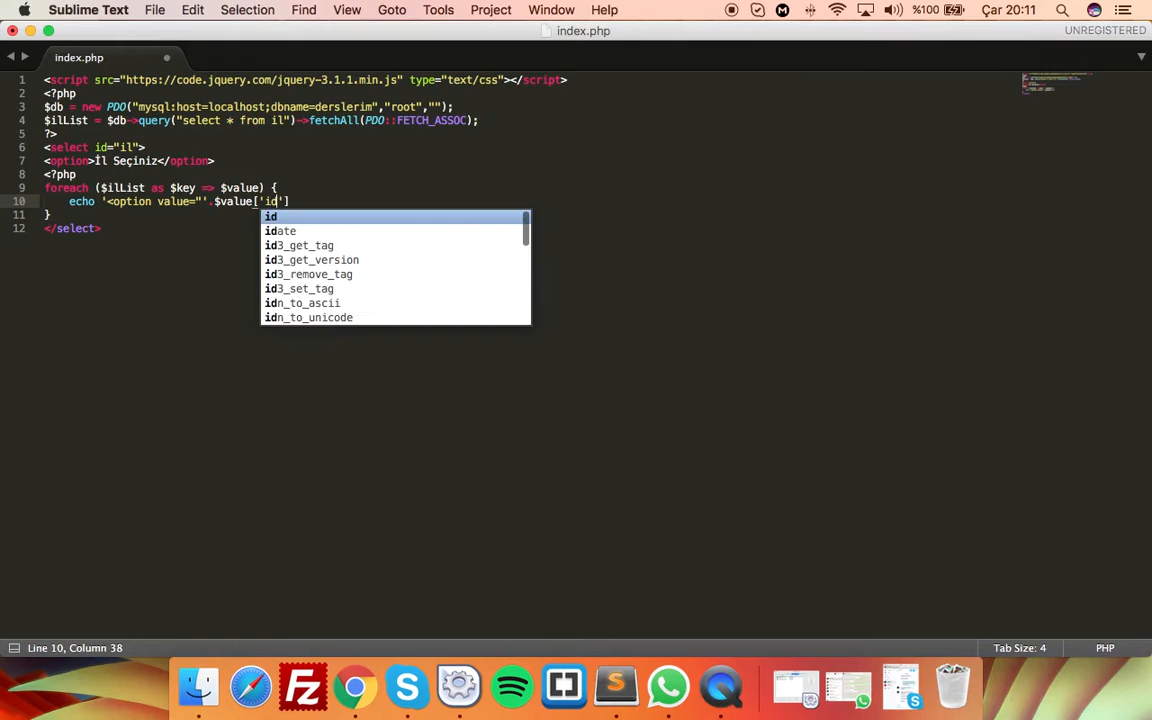 Sublime Text File Edit Selection Find View Goto Tools Project Window Help %100 Çar 20:11
index.php UNREGISTERED
index.php
1 <script src="https://code.jquery.com/jquery-3.1.1.min.js" type="text/css"></script>
2 <?php
3 $db = new PDO("mysql:host=localhost;dbname=derslerim","root","");
4 $ilList = $db->query("select * from il")->fetchAll(PDO::FETCH_ASSOC);
5 ?>
6 <select id="il">
7 <option>İl Seçiniz</option>
8 <?php
9 foreach ($ilList as $key => $value) {
10 echo '<option value="'.$value['id']
11 }
12 </select>
id
idate
id3_get_tag
id3_get_version
id3_remove_tag
id3_set_tag
idn_to_ascii
idn_to_unicode
Line 10, Column 38 Tab Size: 4 PHP